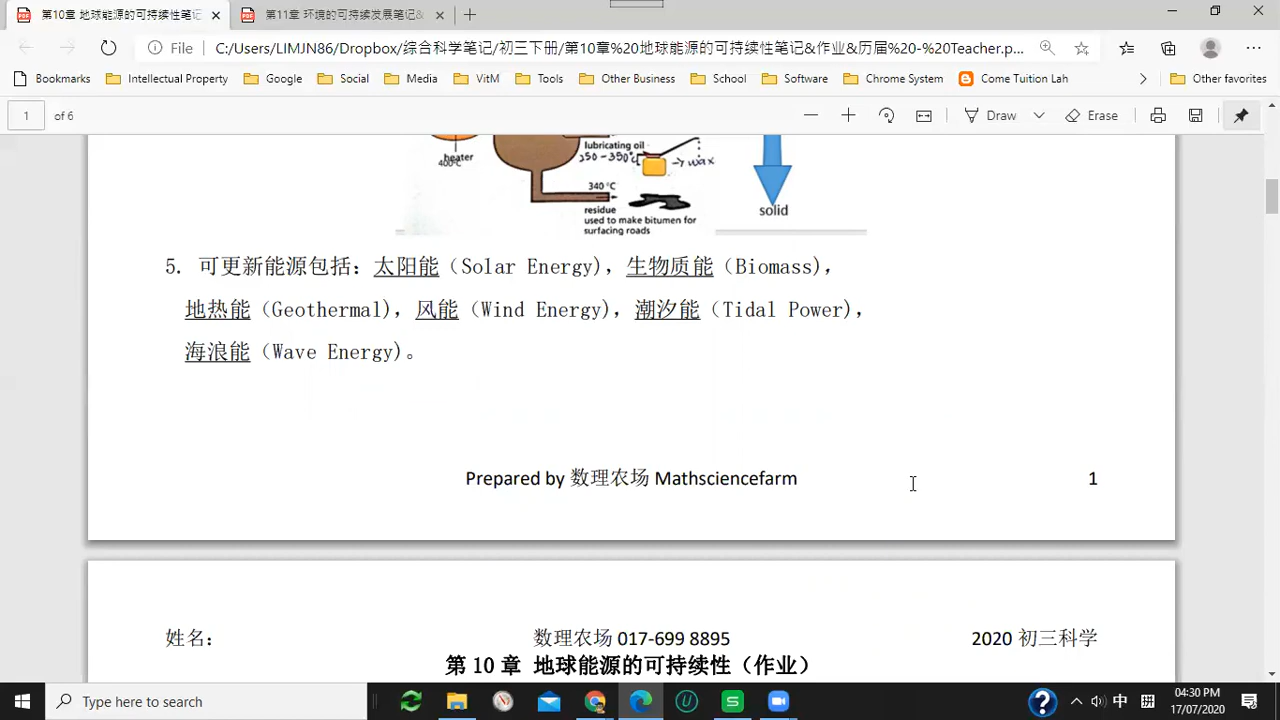 第10章 地球能源的可持续性笔记
第11章 环境的可持续发展笔记&
File
C:/Users/LIMJN86/Dropbox/综合科学笔记/初三下册/第10章%20地球能源的可持续性笔记&作业&历届%20-%20Teacher.p...
Bookmarks Intellectual Property Google Social Media VitM Tools Other Business School Software Chrome System Come Tuition Lah Other favorites
1 of 6 Draw Erase
lubricating oil
heater
400°C
250-350°C
→ wax
340 °C
residue
used to make bitumen for
surfacing roads
solid
5. 可更新能源包括：太阳能（Solar Energy)，生物质能（Biomass)，
地热能（Geothermal)，风能（Wind Energy)，潮汐能（Tidal Power)，
海浪能（Wave Energy)。
Prepared by 数理农场 Mathsciencefarm 1
姓名： 数理农场 017-699 8895 2020 初三科学
第 10 章 地球能源的可持续性（作业）
Type here to search
中
拼
04:30 PM
17/07/2020